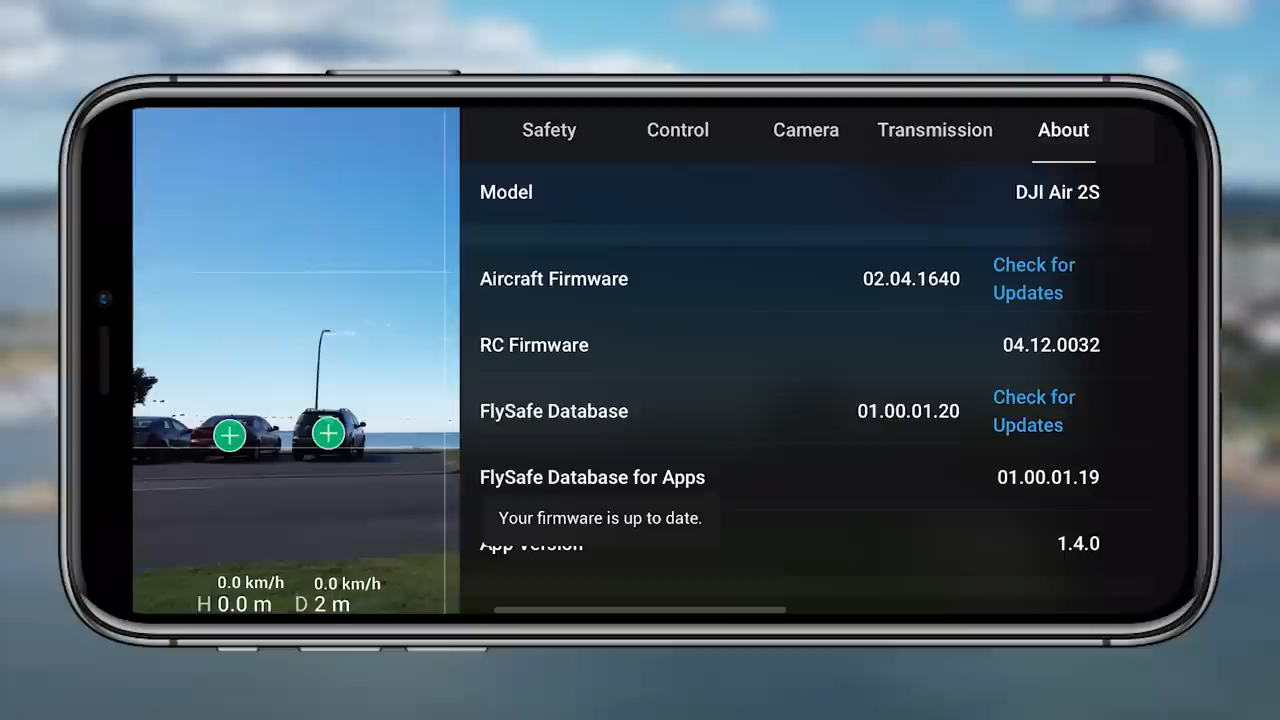 Safety Control Camera Transmission About
Model DJI Air 2S
Aircraft Firmware 02.04.1640 Check for
Updates
RC Firmware 04.12.0032
FlySafe Database 01.00.01.20 Check for
Updates
FlySafe Database for Apps 01.00.01.19
Your firmware is up to date.
App Version 1.4.0
0.0 km/h 0.0 km/h
H 0.0 m D 2 m